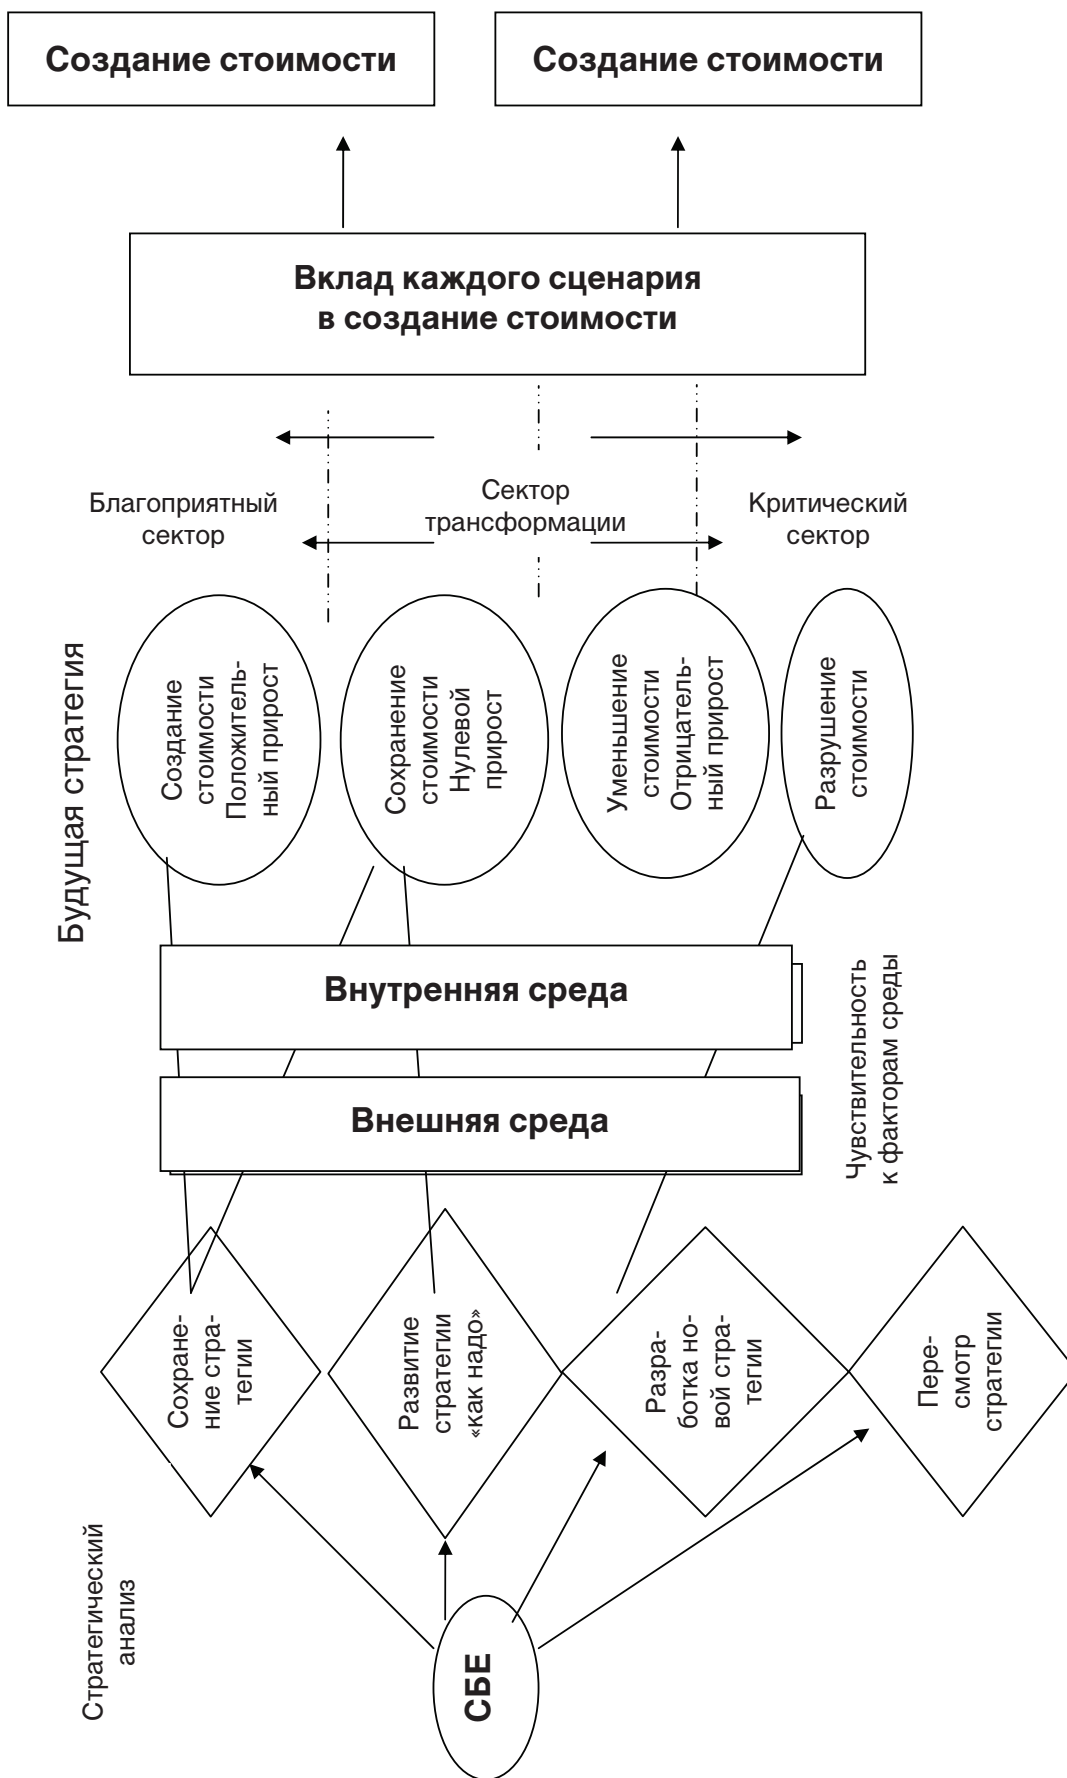 Создание стоимости
Создание стоимости
Вклад каждого сценария
в создание стоимости
Благоприятный
сектор
Сектор
трансформации
Критический
сектор
Будущая стратегия
Создание
стоимости
Положитель-
ный прирост
Сохранение
стоимости
Нулевой
прирост
Уменьшение
стоимости
Отрицатель-
ный прирост
Разрушение
стоимости
Внутренняя среда
Внешняя среда
Чувствительность
к факторам среды
Сохране-
ние стра-
тегии
Развитие
стратегии
«как надо»
Разра-
ботка но-
вой стра-
тегии
Пере-
смотр
стратегии
Стратегический
анализ
СБЕ